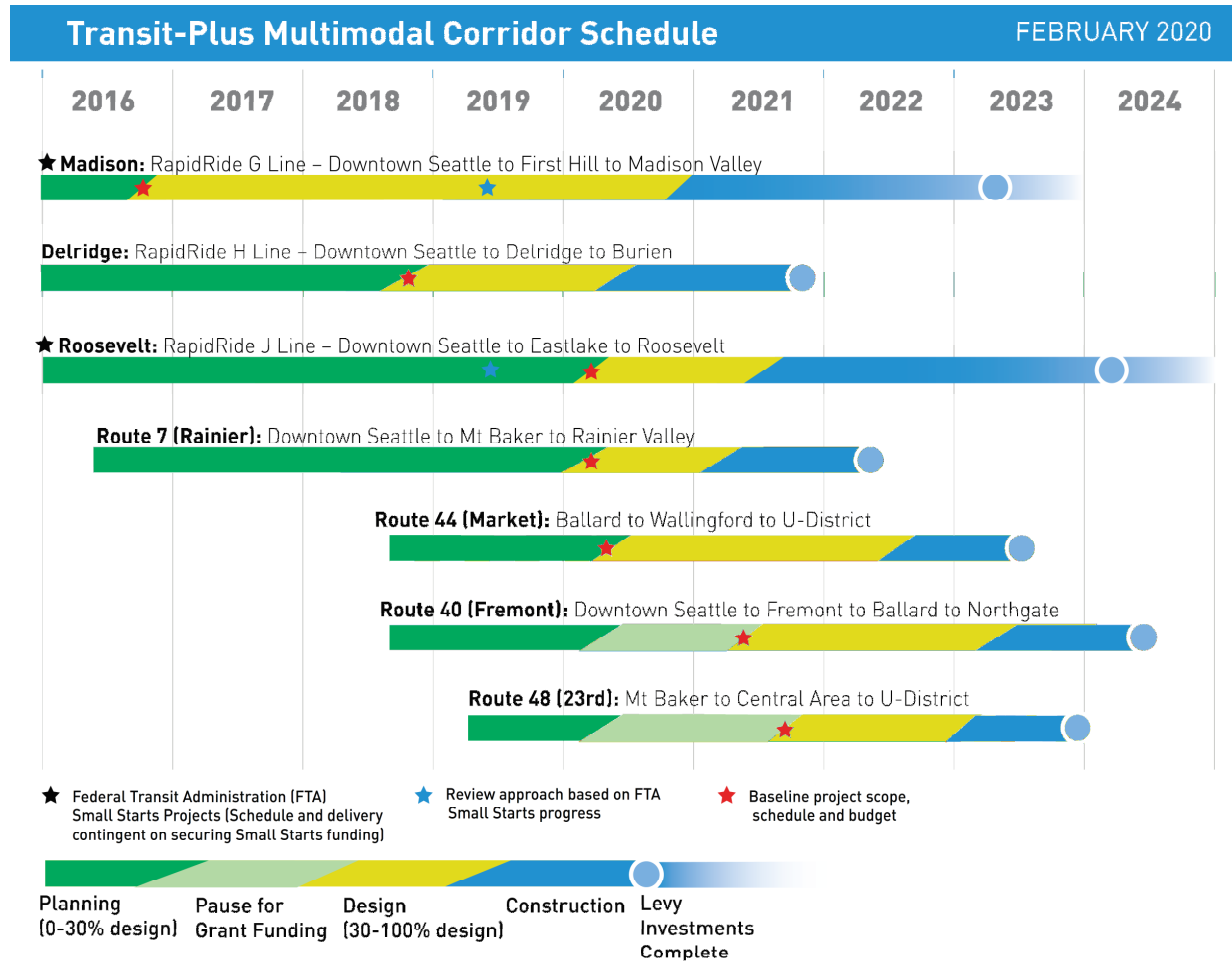 Transit-Plus Multimodal Corridor Schedule
FEBRUARY 2020
2016 2017 2018 2019 2020 2021 2022 2023 2024
Madison: RapidRide G Line – Downtown Seattle to First Hill to Madison Valley
Delridge: RapidRide H Line – Downtown Seattle to Delridge to Burien
Roosevelt: RapidRide J Line – Downtown Seattle to Eastlake to Roosevelt
Route 7 (Rainier): Downtown Seattle to Mt Baker to Rainier Valley
Route 44 (Market): Ballard to Wallingford to U-District
Route 40 (Fremont): Downtown Seattle to Fremont to Ballard to Northgate
Route 48 (23rd): Mt Baker to Central Area to U-District
Federal Transit Administration (FTA)
Small Starts Projects (Schedule and delivery
contingent on securing Small Starts funding)
Review approach based on FTA
Small Starts progress
Baseline project scope,
schedule and budget
Planning
(0-30% design)
Pause for
Grant Funding
Design
(30-100% design)
Construction
Levy
Investments
Complete